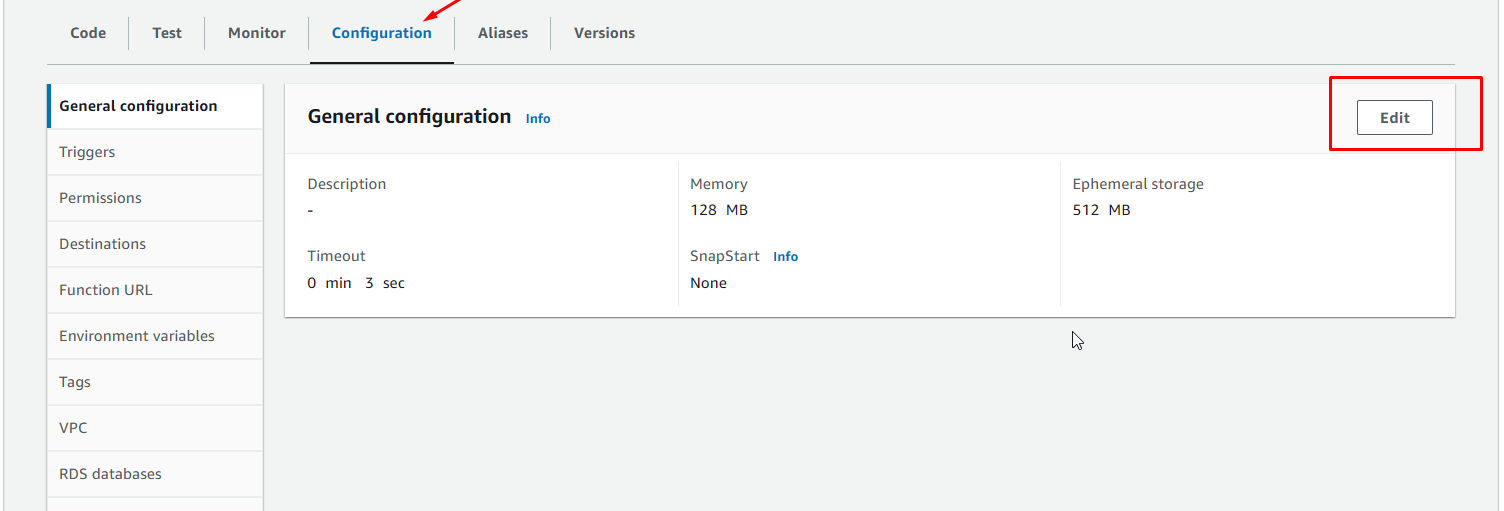 Code Test Monitor Configuration Aliases Versions
General configuration
Triggers
Permissions
Destinations
Function URL
Environment variables
Tags
VPC
RDS databases
General configuration Info
Edit
Description
-
Memory
128 MB
Ephemeral storage
512 MB
Timeout
0 min 3 sec
SnapStart Info
None